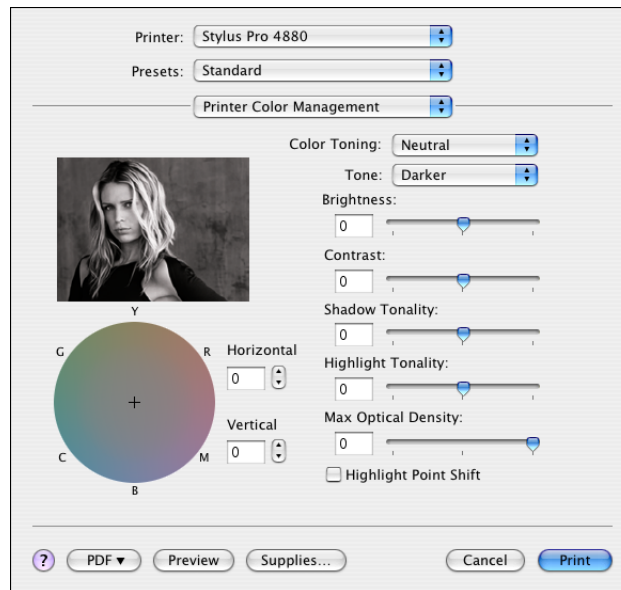 Printer: Stylus Pro 4880
Presets: Standard
Printer Color Management
Color Toning: Neutral
Tone: Darker
Brightness:
0
Contrast:
0
Shadow Tonality:
0
Highlight Tonality:
0
Max Optical Density:
0
Highlight Point Shift
Y
G
R
C
M
B
Horizontal
0
Vertical
0
?
PDF ▼
Preview
Supplies...
Cancel
Print